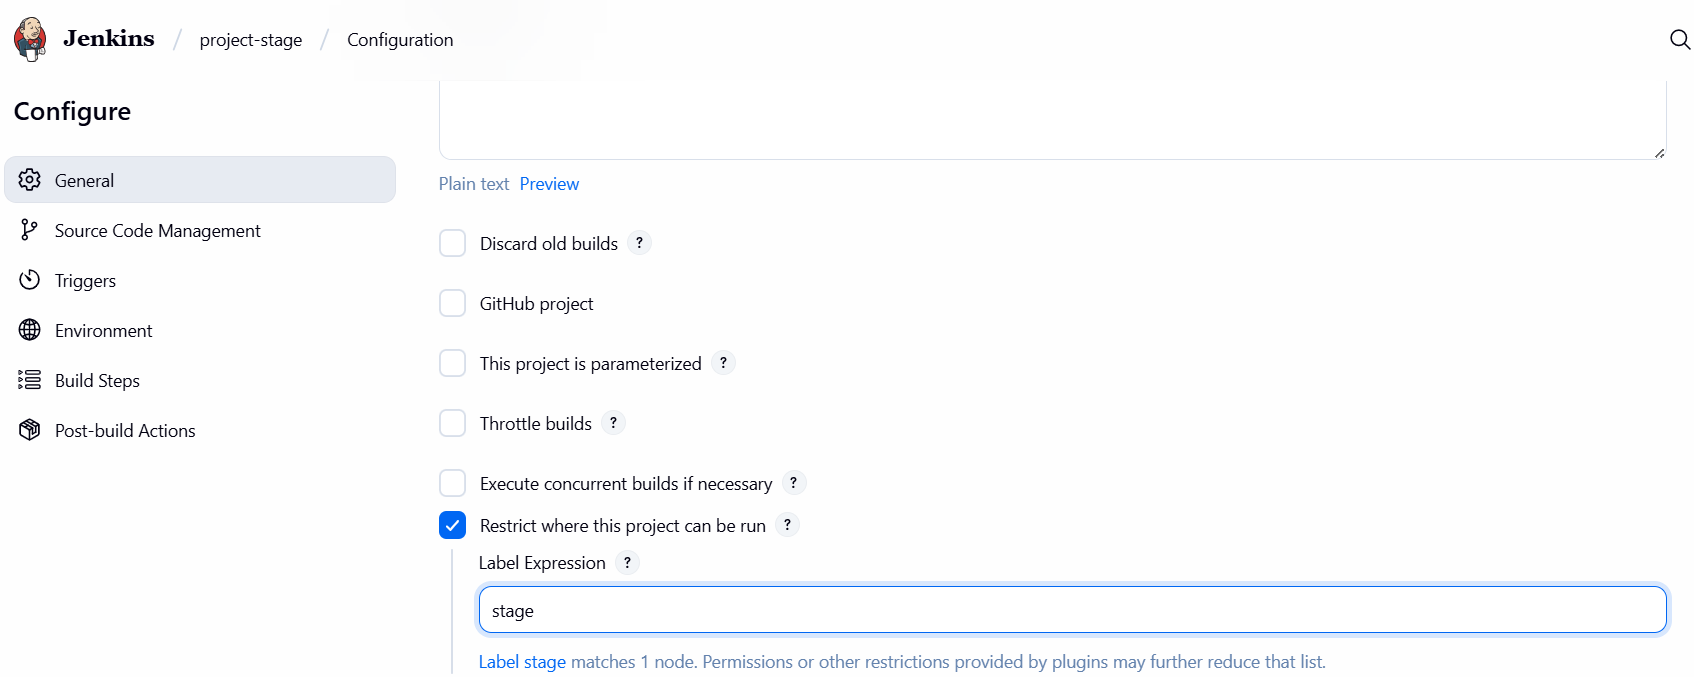 Jenkins / project-stage / Configuration
Configure
General
Source Code Management
Triggers
Environment
Build Steps
Post-build Actions
Plain text Preview
Discard old builds ?
GitHub project
This project is parameterized ?
Throttle builds ?
Execute concurrent builds if necessary ?
Restrict where this project can be run ?
Label Expression ?
stage
Label stage matches 1 node. Permissions or other restrictions provided by plugins may further reduce that list.